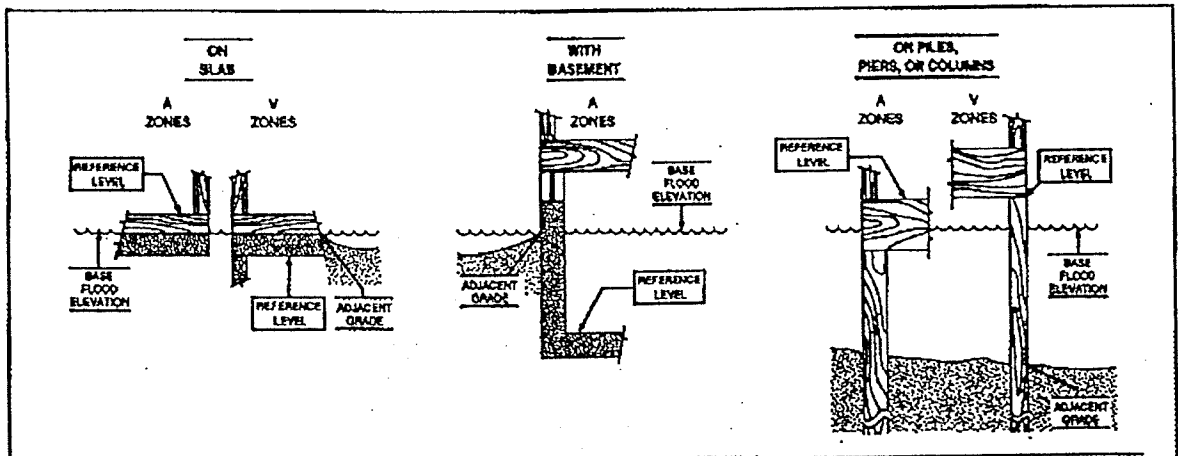 ON
SLAB
A
ZONES
V
ZONES
REFERENCE
LEVEL
BASE
FLOOD
ELEVATION
REFERENCE
LEVEL
ADJACENT
GRADE
WITH
BASEMENT
A
ZONES
BASE
FLOOD
ELEVATION
ADJACENT
GRADE
REFERENCE
LEVEL
ON PILES,
PIERS, OR COLUMNS
A
ZONES
V
ZONES
REFERENCE
LEVEL
REFERENCE
LEVEL
BASE
FLOOD
ELEVATION
ADJACENT
GRADE